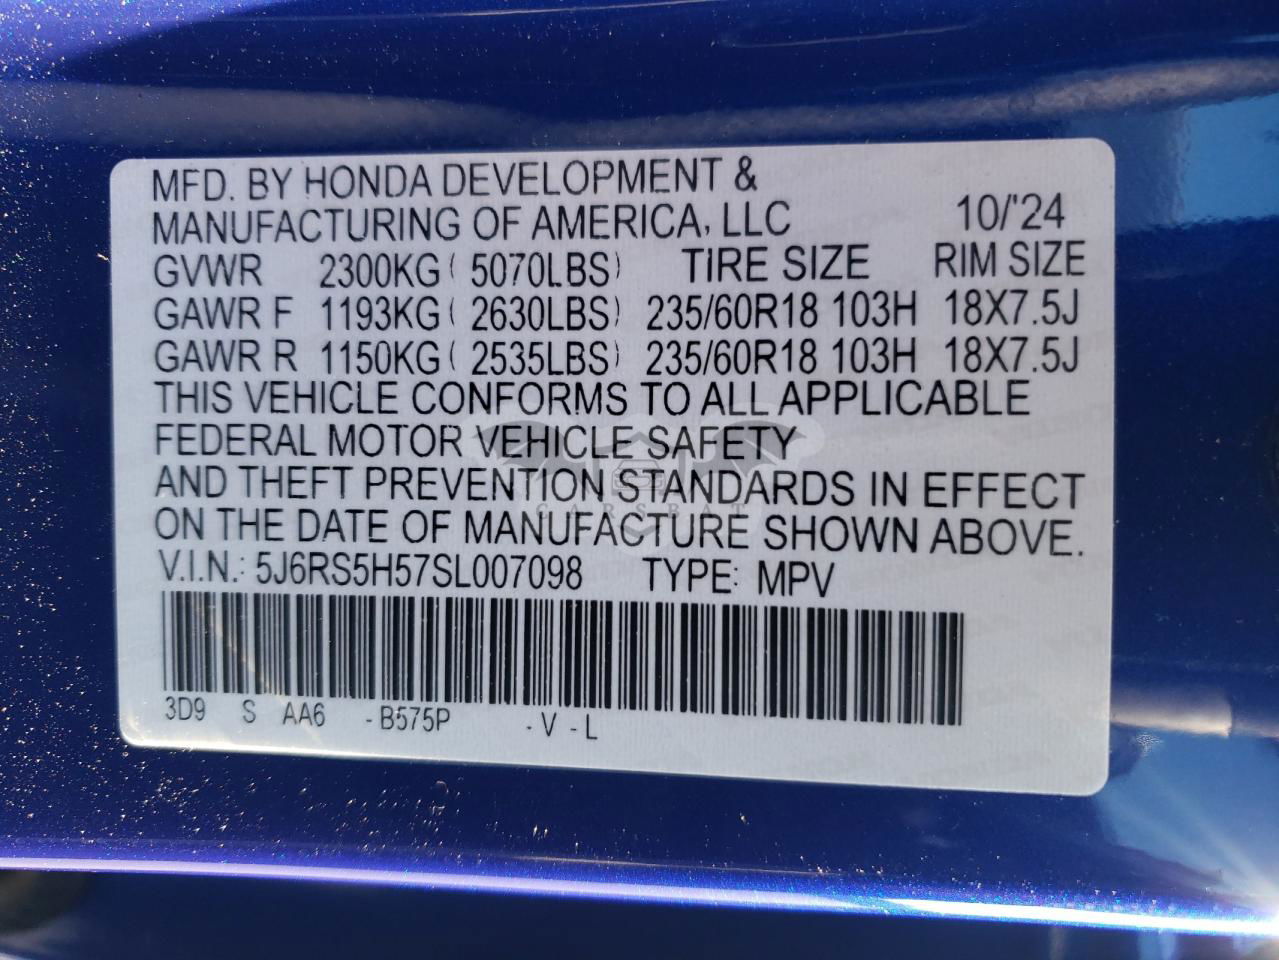 MFD. BY HONDA DEVELOPMENT &
MANUFACTURING OF AMERICA, LLC 10/'24
GVWR 2300KG ( 5070LBS) TIRE SIZE RIM SIZE
GAWR F 1193KG ( 2630LBS) 235/60R18 103H 18X7.5J
GAWR R 1150KG ( 2535LBS) 235/60R18 103H 18X7.5J
THIS VEHICLE CONFORMS TO ALL APPLICABLE
FEDERAL MOTOR VEHICLE SAFETY
AND THEFT PREVENTION STANDARDS IN EFFECT
CARSBAT
ON THE DATE OF MANUFACTURE SHOWN ABOVE.
V.I.N.: 5J6RS5H57SL007098 TYPE: MPV
3D9 S AA6 -B575P -V -L